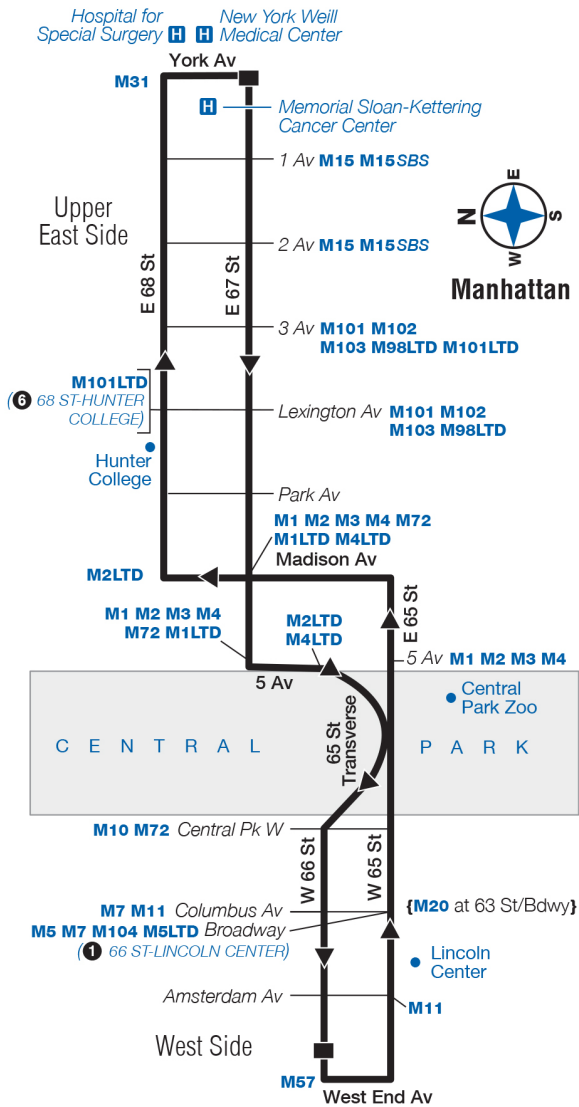 Hospital for
Special Surgery H
H New York Weill
Medical Center
York Av
M31
H Memorial Sloan-Kettering
Cancer Center
1 Av M15 M15SBS
Upper
East Side
E
N S
W
Manhattan
2 Av M15 M15SBS
E 68 St
E 67 St
3 Av M101 M102
M103 M98LTD M101LTD
M101LTD
(6 68 ST-HUNTER
COLLEGE)
Lexington Av M101 M102
M103 M98LTD
Hunter
College
Park Av
M1 M2 M3 M4 M72
M1LTD M4LTD
Madison Av
M2LTD
M1 M2 M3 M4
M72 M1LTD
M2LTD
M4LTD
E 65 St
5 Av M1 M2 M3 M4
5 Av
Central
Park Zoo
65 St
Transverse
CENTRAL PARK
M10 M72 Central Pk W
W 66 St
W 65 St
M7 M11 Columbus Av
{M20 at 63 St/Bdwy}
M5 M7 M104 M5LTD Broadway
(1 66 ST-LINCOLN CENTER)
Lincoln
Center
Amsterdam Av
M11
West Side
M57
West End Av